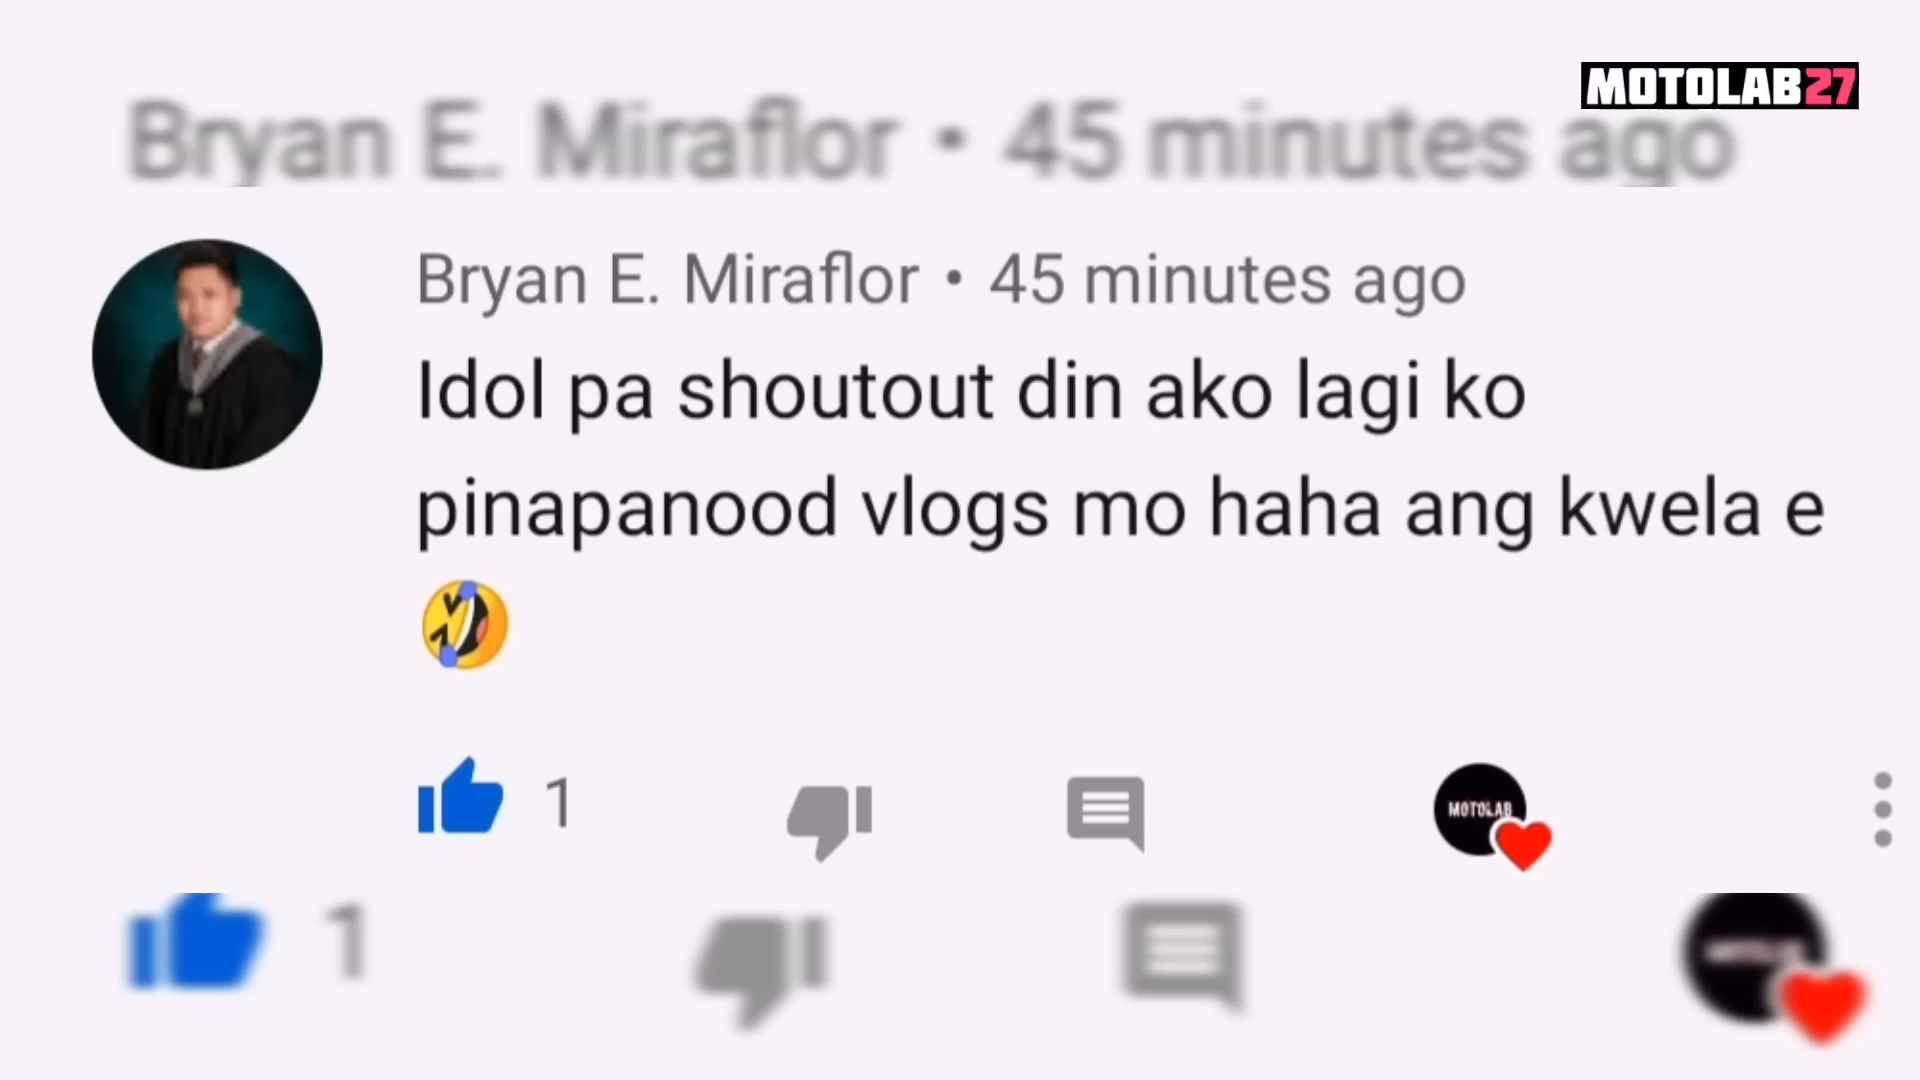 MOTOLAB27
Bryan E. Miraflor • 45 minutes ago
Bryan E. Miraflor • 45 minutes ago
Idol pa shoutout din ako lagi ko
pinapanood vlogs mo haha ang kwela e
🤣
1
MOTOLAB
1